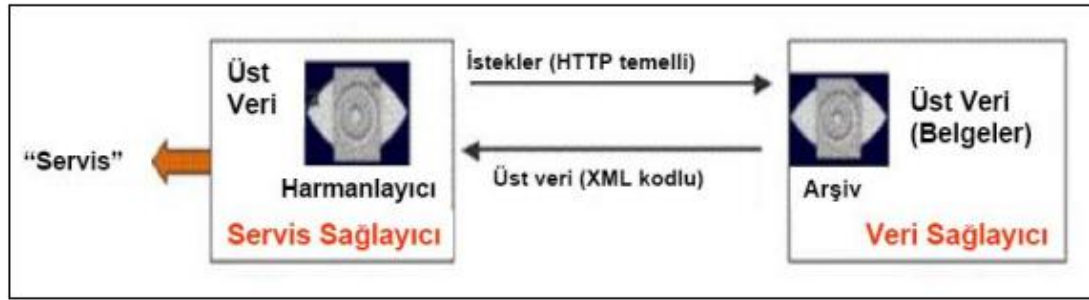 “Servis”
Üst
Veri
Harmanlayıcı
Servis Sağlayıcı
İstekler (HTTP temelli)
Üst veri (XML kodlu)
Arşiv
Üst Veri
(Belgeler)
Veri Sağlayıcı